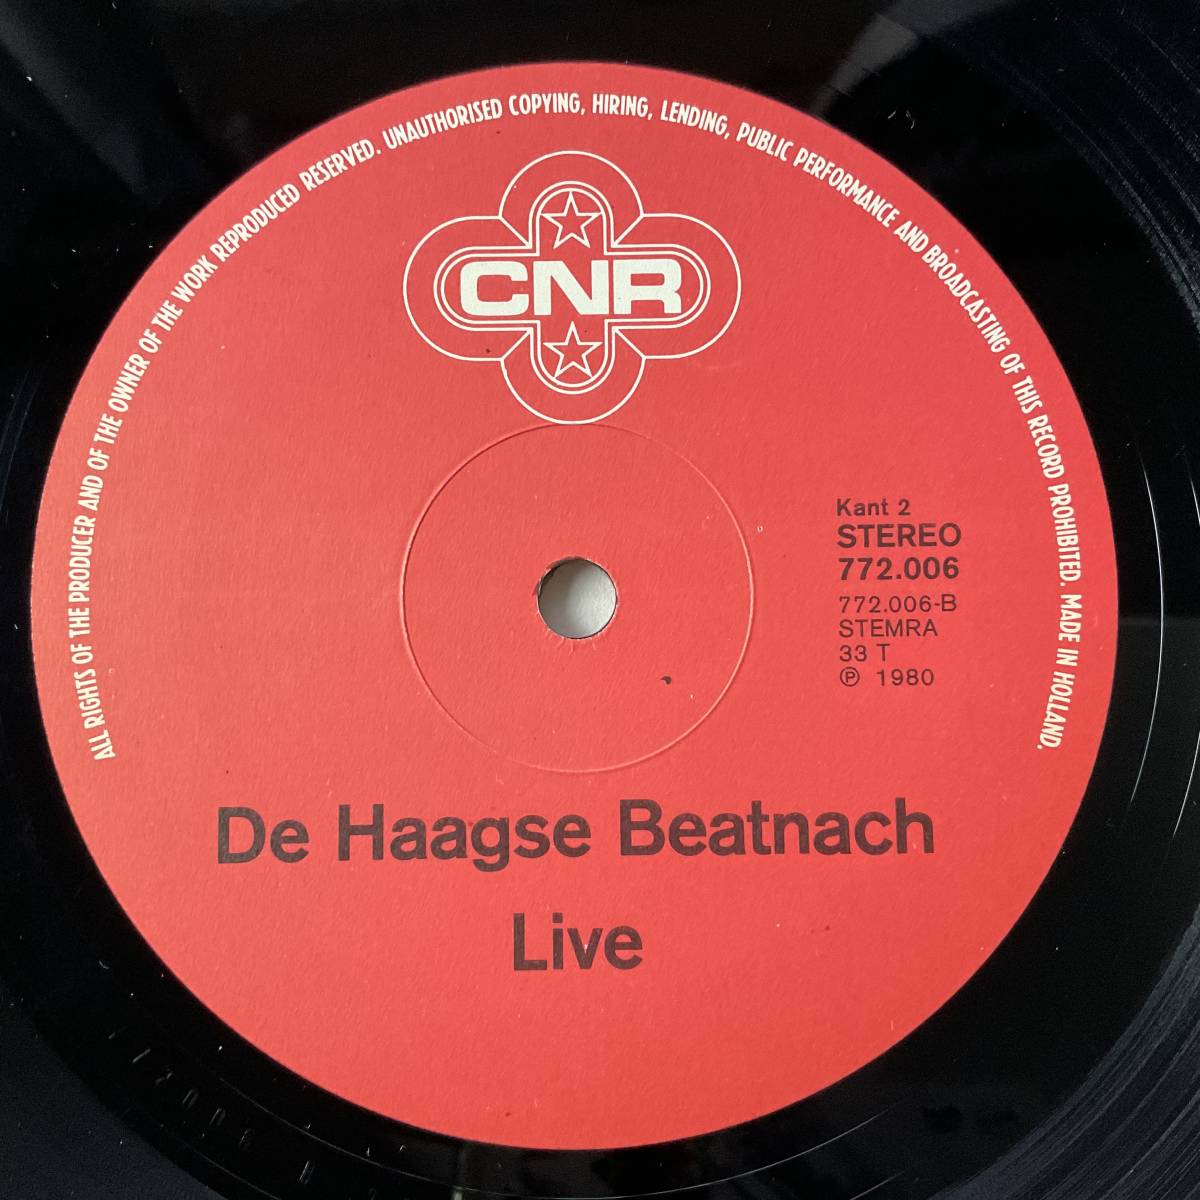 ALL RIGHTS OF THE PRODUCER AND OF THE OWNER OF THE WORK REPRODUCED RESERVED. UNAUTHORISED COPYING, HIRING, LENDING, PUBLIC PERFORMANCE AND BROADCASTING OF THIS RECORD PROHIBITED. MADE IN HOLLAND.
CNR
Kant 2
STEREO
772.006
772.006-B
STEMRA
33 T
℗ 1980
De Haagse Beatnach
Live